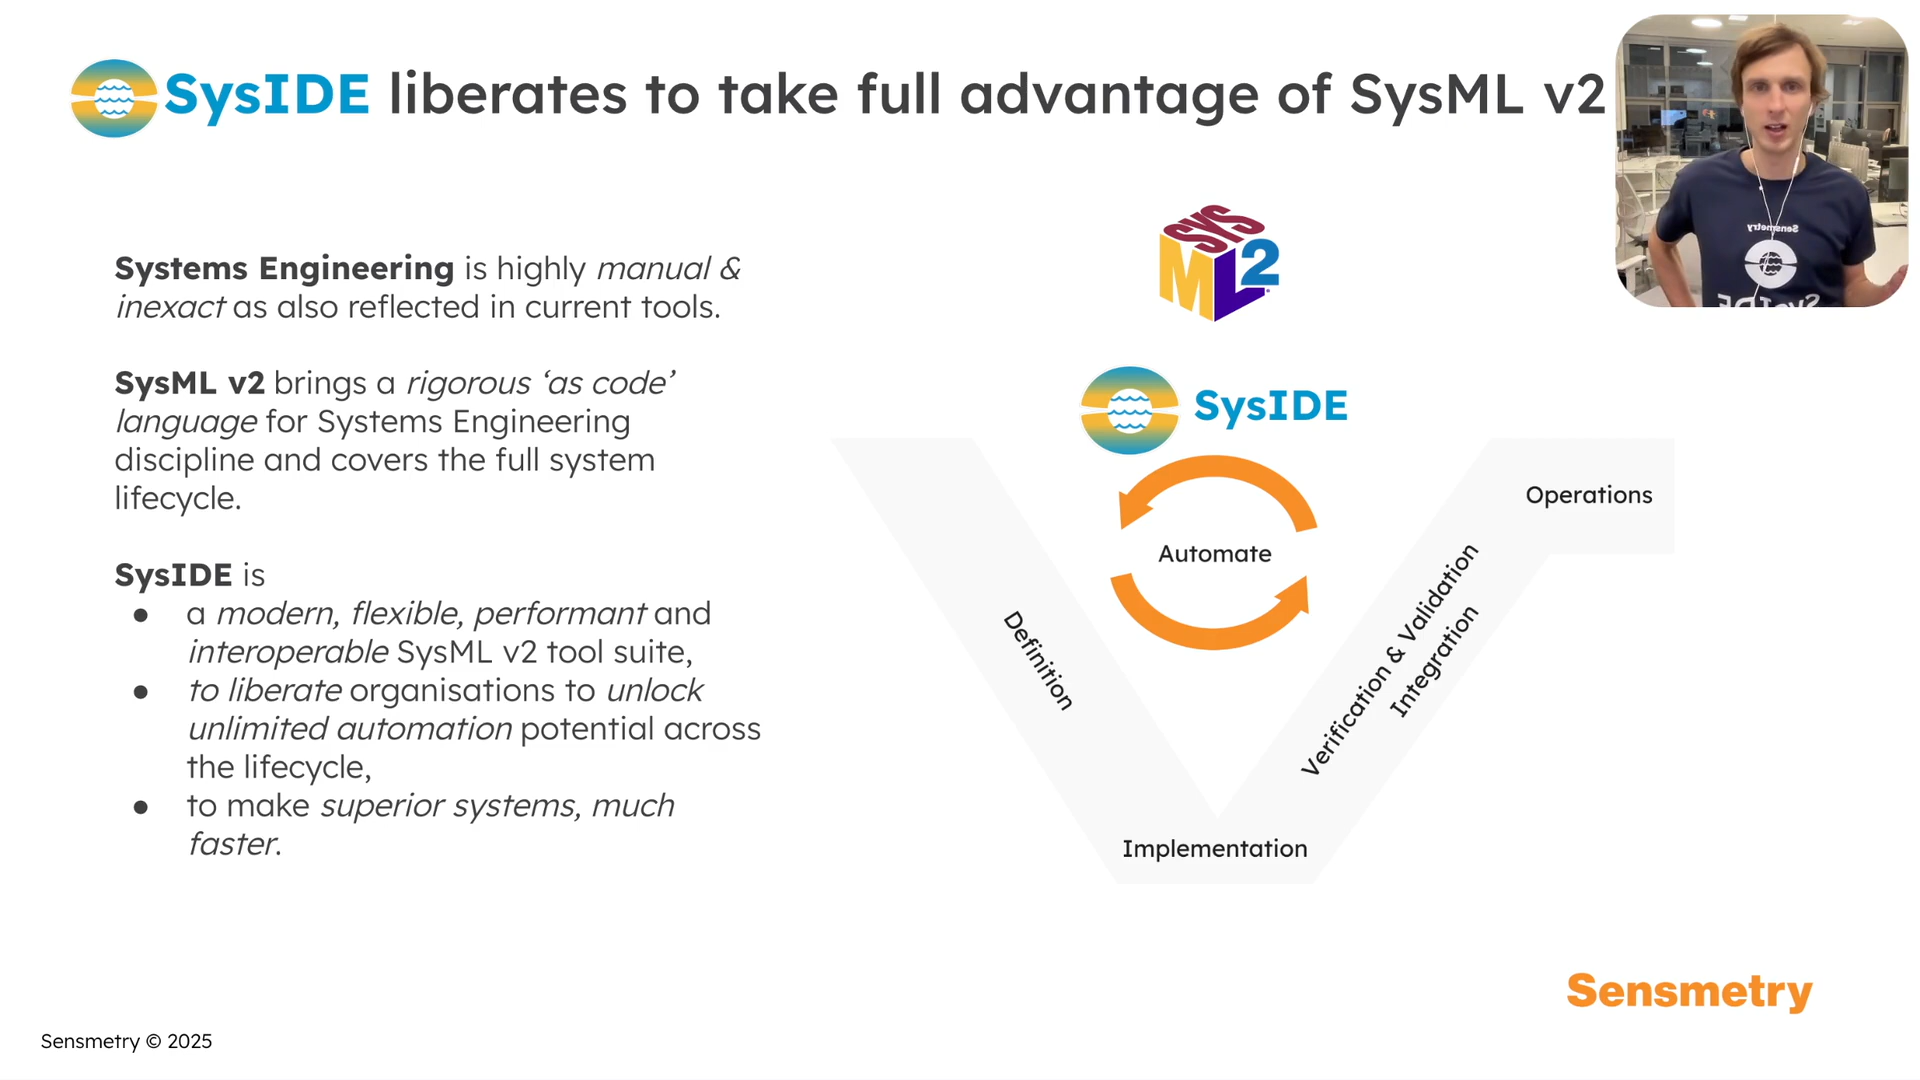 SysIDE liberates to take full advantage of SysML v2
Systems Engineering is highly manual &
inexact as also reflected in current tools.
SysML v2 brings a rigorous ‘as code’
language for Systems Engineering
discipline and covers the full system
lifecycle.
SysIDE is
● a modern, flexible, performant and
interoperable SysML v2 tool suite,
● to liberate organisations to unlock
unlimited automation potential across
the lifecycle,
● to make superior systems, much
faster.
SYS
ML2
SysIDE
Automate
Definition
Implementation
Verification & Validation
Integration
Operations
Sensmetry
SysIDE
Sensmetry
Sensmetry © 2025